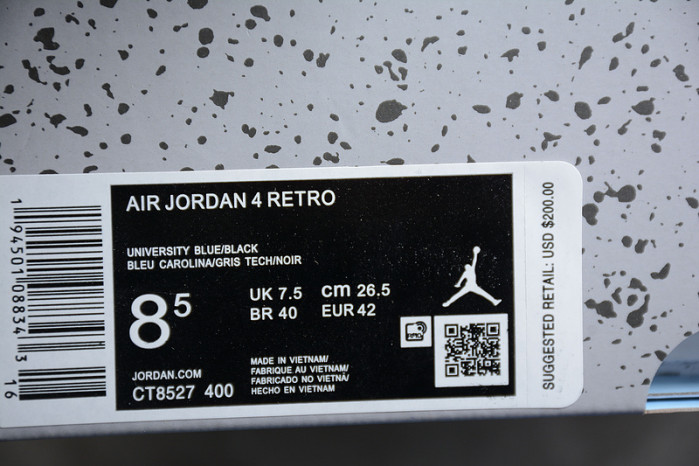 AIR JORDAN 4 RETRO
UNIVERSITY BLUE/BLACK
BLEU CAROLINA/GRIS TECH/NOIR
8⁵
UK 7.5 cm 26.5
BR 40 EUR 42
MADE IN VIETNAM/
FABRIQUE AU VIETNAM/
FABRICADO NO VIETNÃ/
HECHO EN VIETNAM
JORDAN.COM
CT8527 400
SUGGESTED RETAIL: USD $200.00
1 94501 08834 3 16